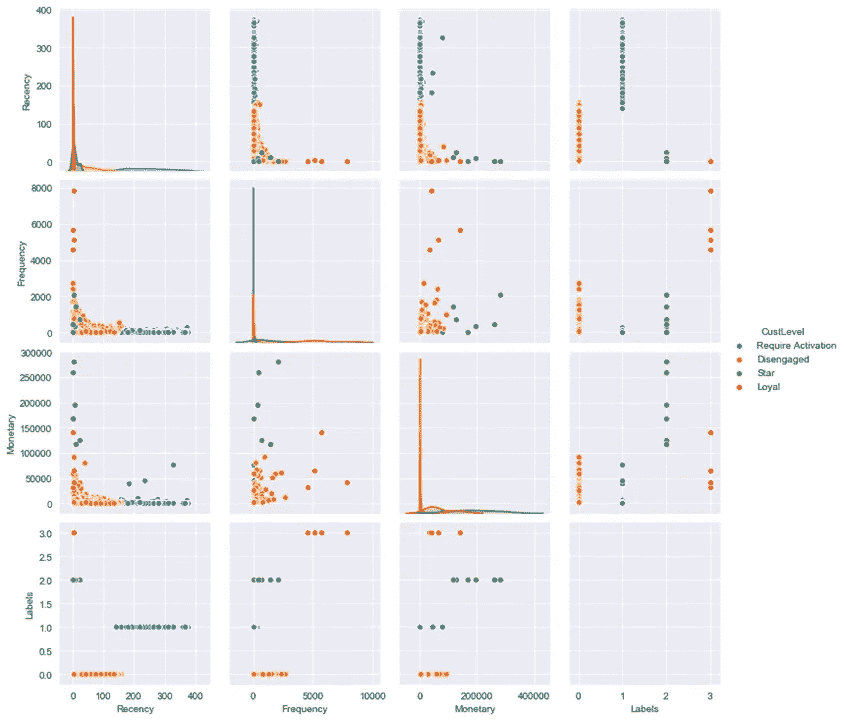 400
300
200
100
0
Recency
8000
6000
4000
2000
0
Frequency
CustLevel
Require Activation
Disengaged
Star
Loyal
300000
250000
200000
150000
100000
50000
0
Monetary
3.0
2.5
2.0
1.5
1.0
0.5
0.0
Labels
0 100 200 300 400
0 5000 10000
0 200000 400000
0 1 2 3
Recency
Frequency
Monetary
Labels